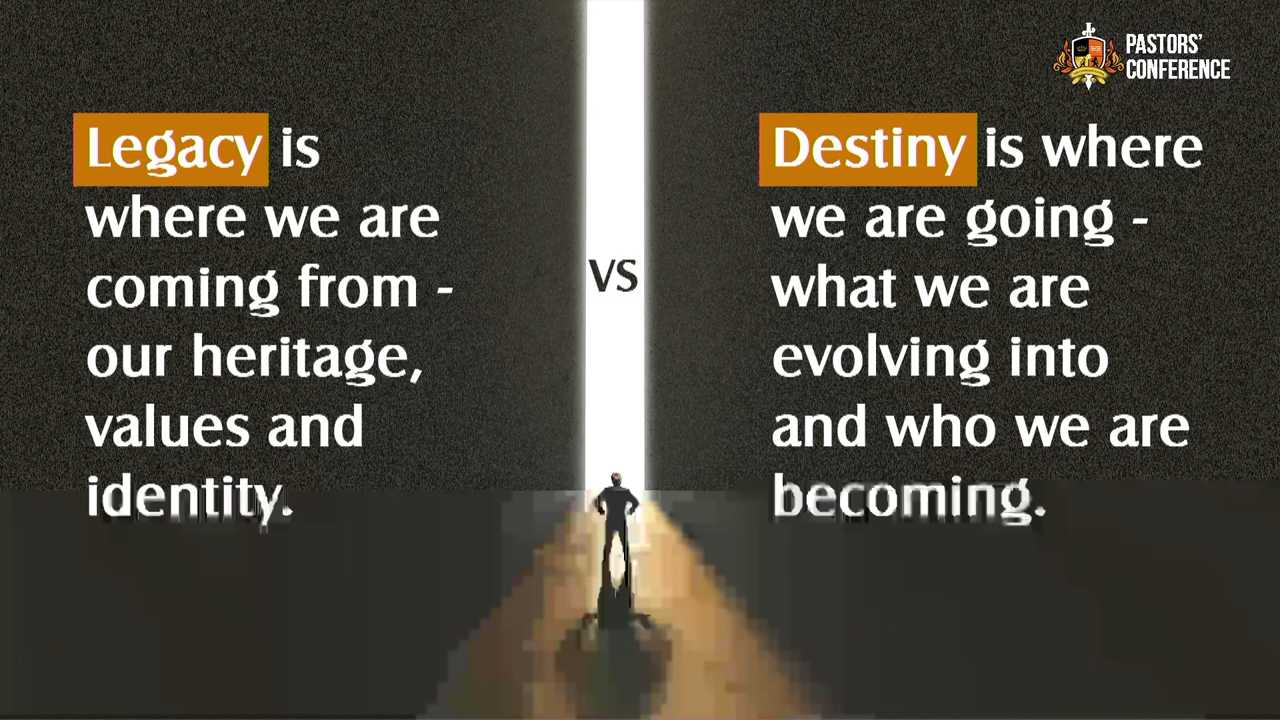 PASTORS'
CONFERENCE
Legacy is
where we are
coming from -
our heritage,
values and
identity.
VS
Destiny is where
we are going -
what we are
evolving into
and who we are
becoming.